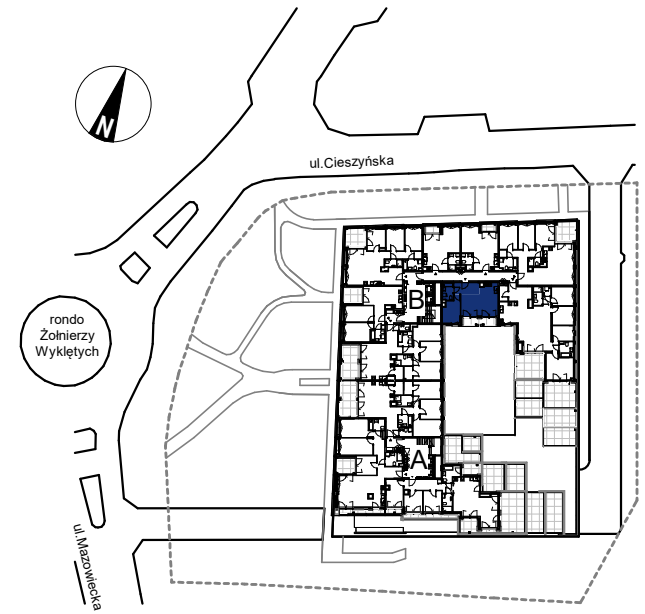 N
ul.Cieszyńska
rondo
Żołnierzy
Wyklętych
B
A
ul.Mazowiecka